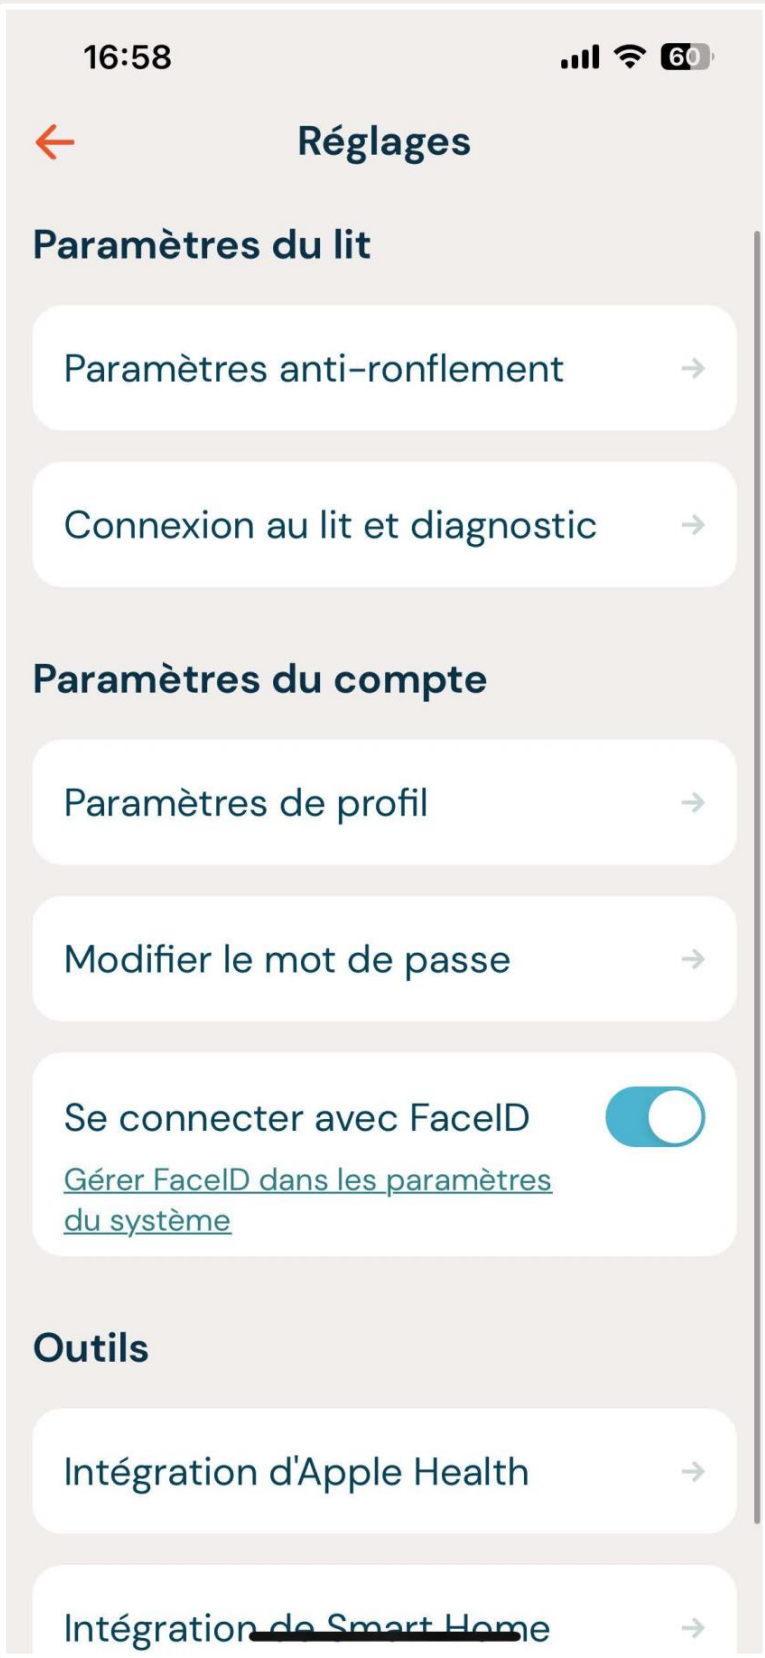 16:58
60
Réglages
Paramètres du lit
Paramètres anti-ronflement
Connexion au lit et diagnostic
Paramètres du compte
Paramètres de profil
Modifier le mot de passe
Se connecter avec FaceID
Gérer FaceID dans les paramètres
du système
Outils
Intégration d'Apple Health
Intégration de Smart Home